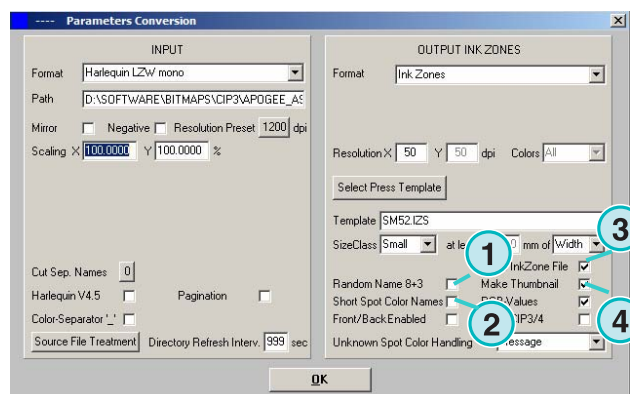 ---- Parameters Conversion
INPUT
Format Harlequin LZW mono
Path D:\SOFTWARE\BITMAPS\CIP3\APOGEE_AS
Mirror Negative Resolution Preset 1200 dpi
Scaling X 100.0000 Y 100.0000 %
Cut Sep. Names 0
Harlequin V4.5 Pagination
Color-Separator '_'
Source File Treatment Directory Refresh Interv. 999 sec
OUTPUT INK ZONES
Format Ink Zones
Resolution X 50 Y 50 dpi Colors All
Select Press Template
Template SM52.IZS
SizeClass Small at mm of Width
InkZone File
Random Name 8+3 Make Thumbnail
Short Spot Color Names Values
Front/Back Enabled CIP3/4
Unknown Spot Color Handling
1
2
3
4
OK